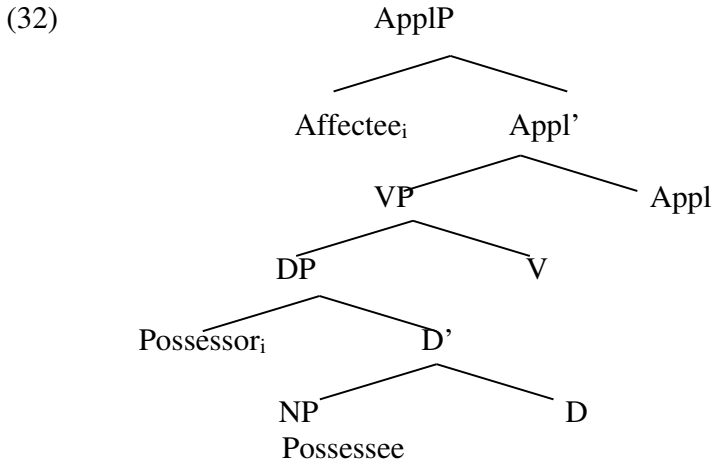 (32) ApplP
Affecteeᵢ Appl’
VP Appl
DP V
Possessorᵢ D’
NP D
Possessee